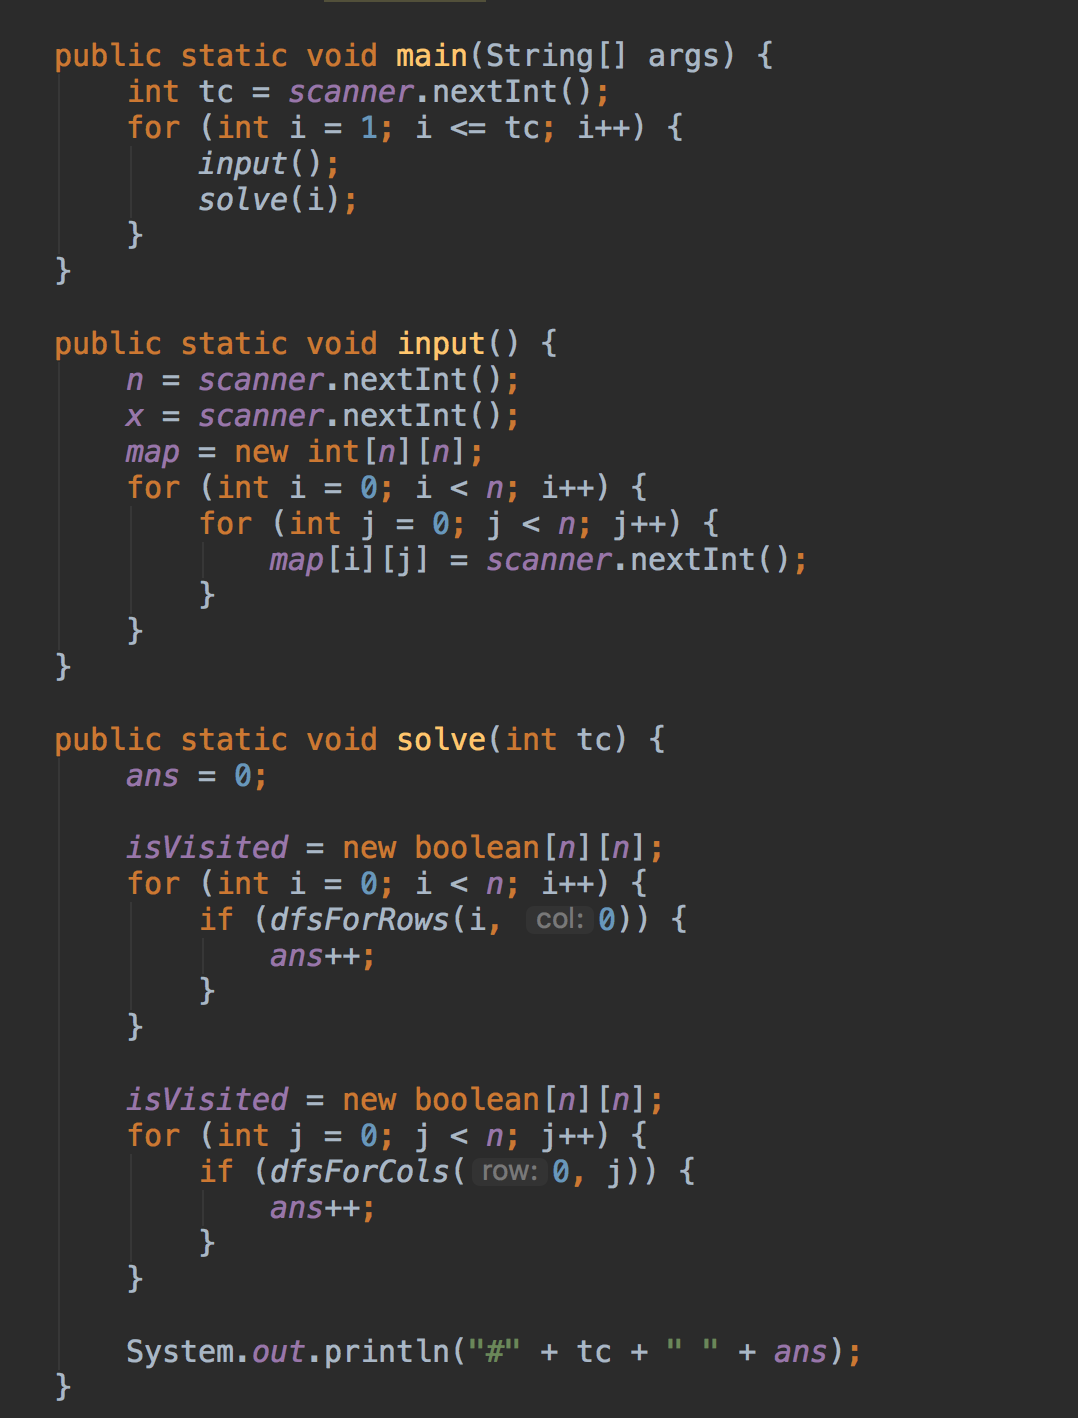 public static void main(String[] args) {
    int tc = scanner.nextInt();
    for (int i = 1; i <= tc; i++) {
        input();
        solve(i);
    }
}

public static void input() {
    n = scanner.nextInt();
    x = scanner.nextInt();
    map = new int[n][n];
    for (int i = 0; i < n; i++) {
        for (int j = 0; j < n; j++) {
            map[i][j] = scanner.nextInt();
        }
    }
}

public static void solve(int tc) {
    ans = 0;

    isVisited = new boolean[n][n];
    for (int i = 0; i < n; i++) {
        if (dfsForRows(i, col: 0)) {
            ans++;
        }
    }

    isVisited = new boolean[n][n];
    for (int j = 0; j < n; j++) {
        if (dfsForCols( row: 0, j)) {
            ans++;
        }
    }

    System.out.println("#" + tc + " " + ans);
}